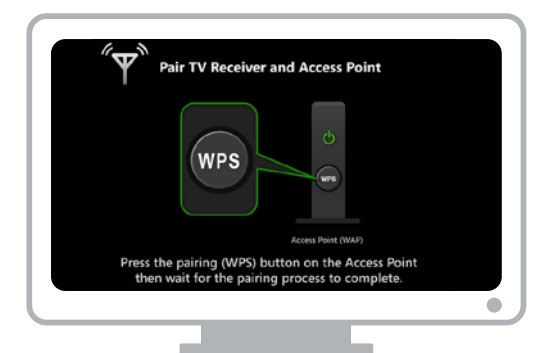 Pair TV Receiver and Access Point
WPS
WPS
Access Point (WAP)
Press the pairing (WPS) button on the Access Point
then wait for the pairing process to complete.